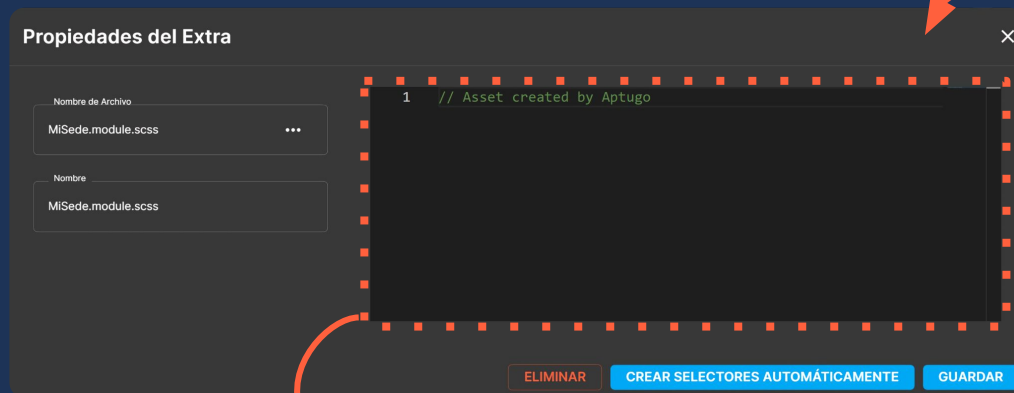 Propiedades del Extra
Nombre de Archivo
MiSede.module.scss
Nombre
MiSede.module.scss
1 // Asset created by Aptugo
ELIMINAR
CREAR SELECTORES AUTOMÁTICAMENTE
GUARDAR